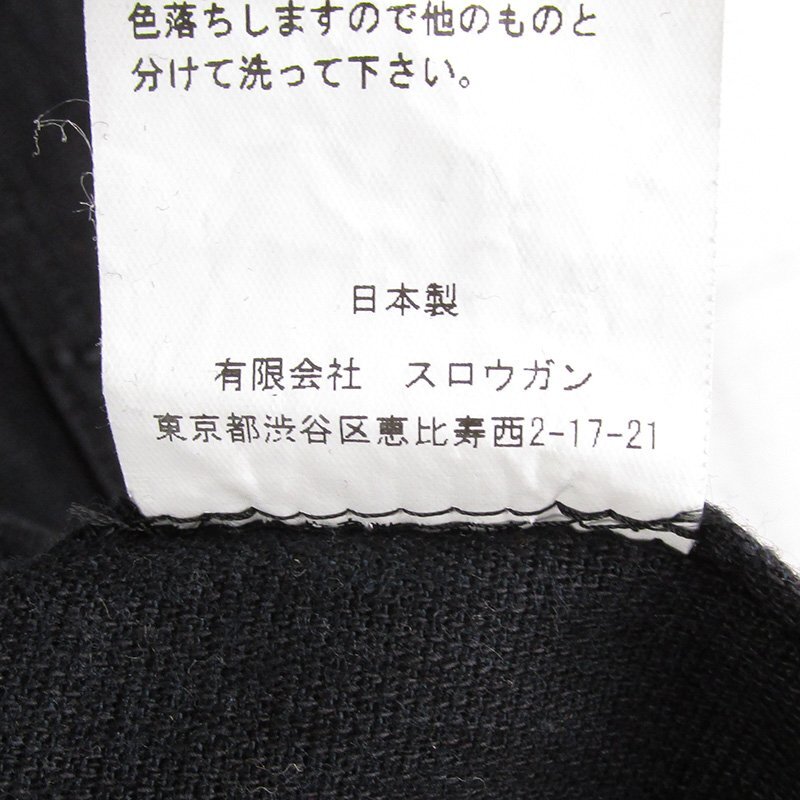 色落ちしますので他のものと
分けて洗って下さい。
日本製
有限会社　スロウガン
東京都渋谷区恵比寿西2-17-21